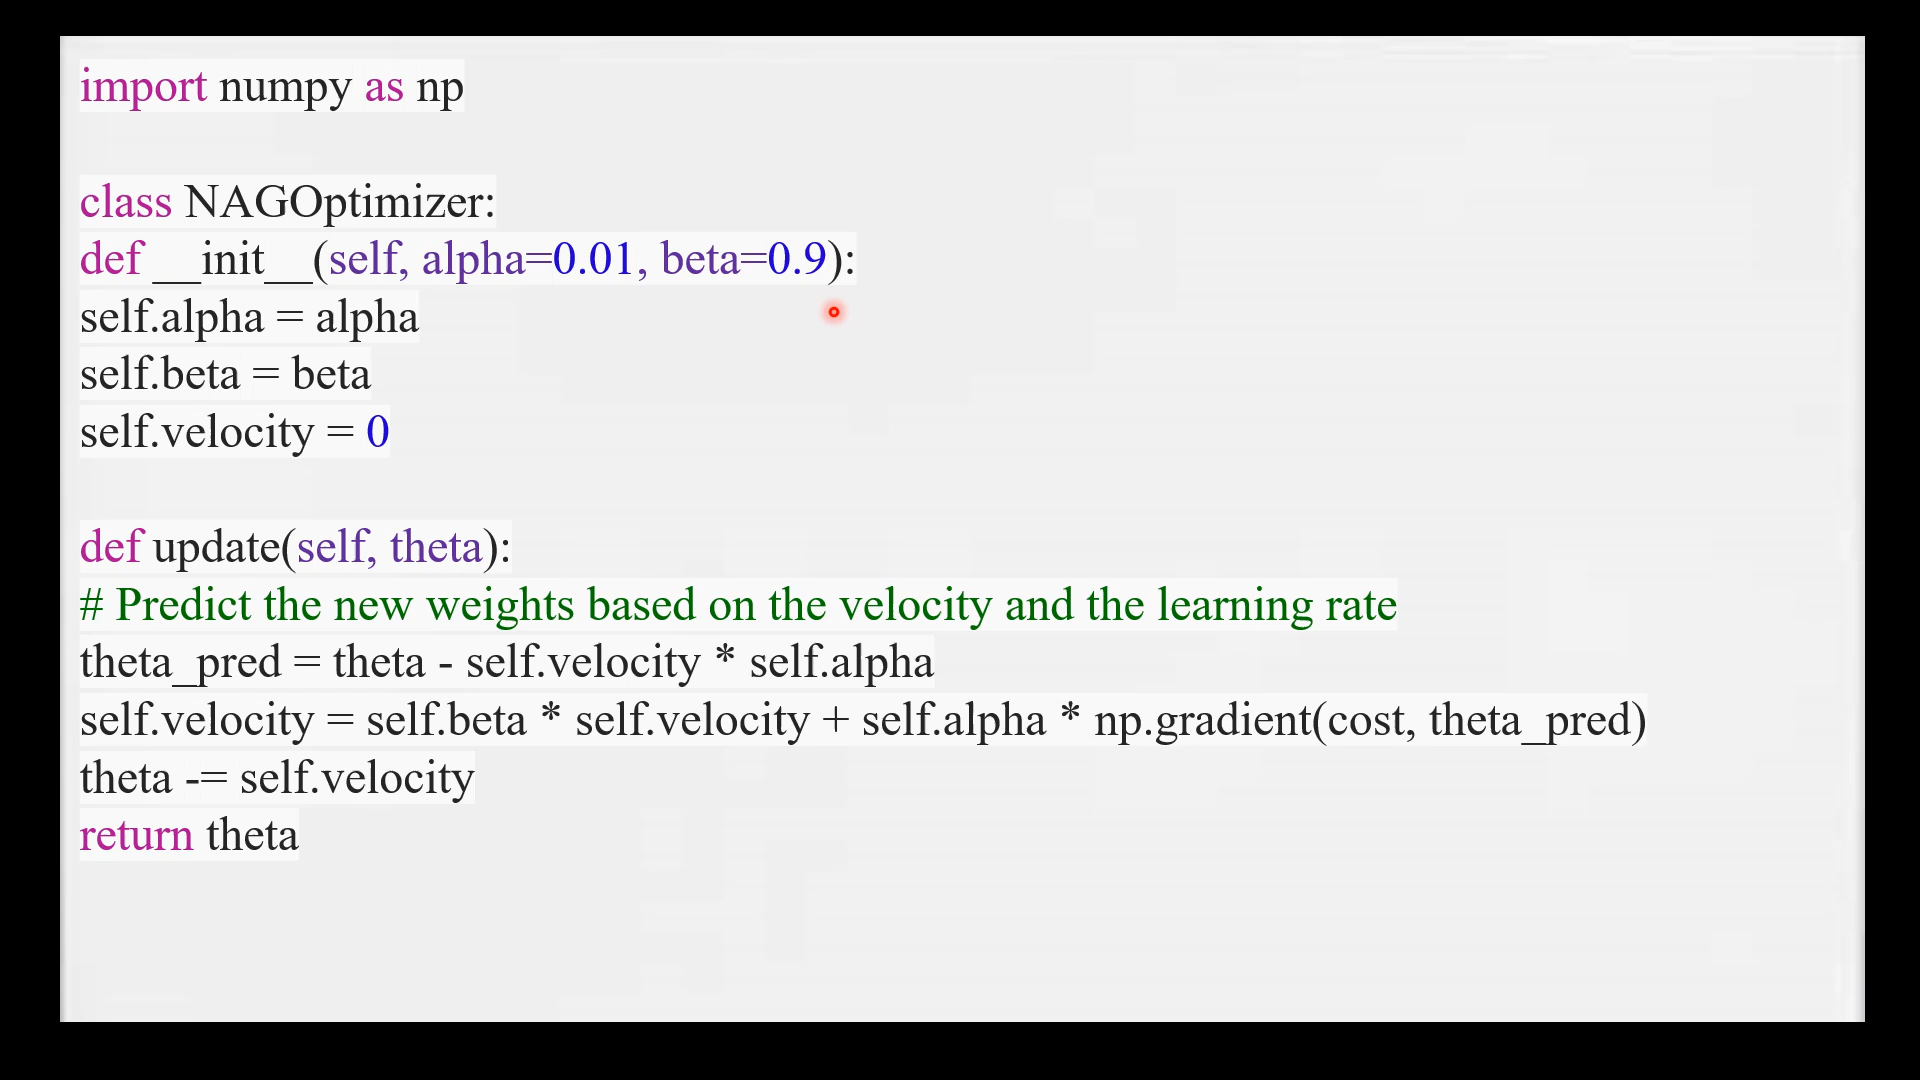 import numpy as np
class NAGOptimizer:
def __init__(self, alpha=0.01, beta=0.9):
self.alpha = alpha
self.beta = beta
self.velocity = 0
def update(self, theta):
# Predict the new weights based on the velocity and the learning rate
theta_pred = theta - self.velocity * self.alpha
self.velocity = self.beta * self.velocity + self.alpha * np.gradient(cost, theta_pred)
theta -= self.velocity
return theta